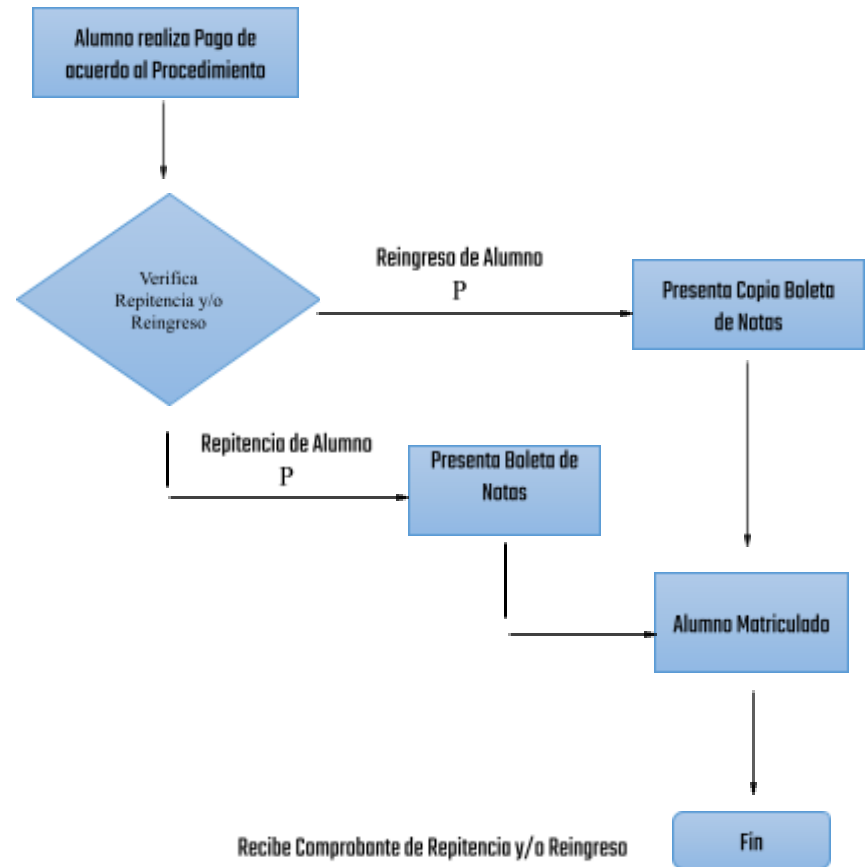 Alumno realiza Pago de
acuerdo al Procedimiento
Verifica
Repitencia y/o
Reingreso
Reingreso de Alumno
P
Presenta Copia Boleta
de Notas
Repitencia de Alumno
P
Presenta Boleta de
Notas
Alumno Matriculado
Recibe Comprobante de Repitencia y/o Reingreso
Fin